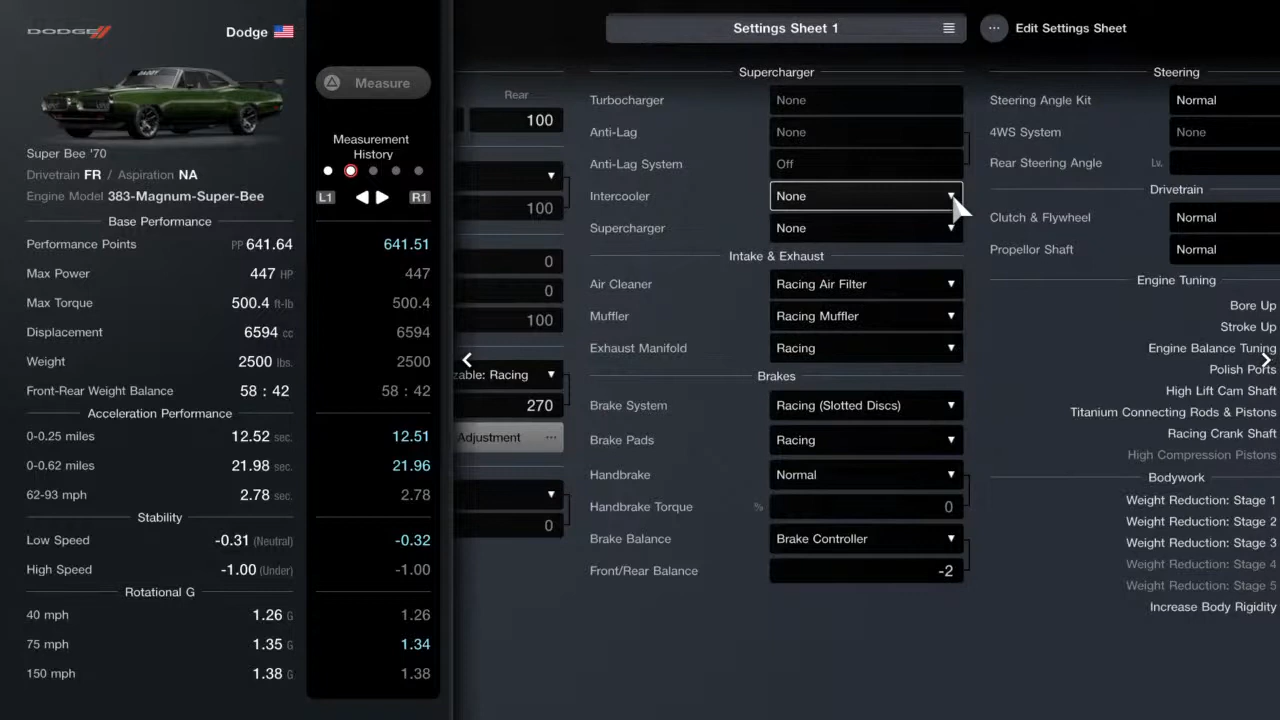 DODGE
Dodge
Super Bee '70
Drivetrain FR / Aspiration NA
Engine Model 383-Magnum-Super-Bee
Base Performance
Performance Points PP 641.64
Max Power 447 HP
Max Torque 500.4 ft-lb
Displacement 6594 cc
Weight 2500 lbs.
Front-Rear Weight Balance 58 : 42
Acceleration Performance
0-0.25 miles 12.52 sec.
0-0.62 miles 21.98 sec.
62-93 mph 2.78 sec.
Stability
Low Speed -0.31 (Neutral)
High Speed -1.00 (Under)
Rotational G
40 mph 1.26 G
75 mph 1.35 G
150 mph 1.38 G
Measure
Measurement
History
L1 R1
641.51
447
500.4
6594
2500
58 : 42
12.51
21.96
2.78
-0.32
-1.00
1.26
1.34
1.38
Settings Sheet 1
Edit Settings Sheet
Rear
100
100
0
0
100
zable: Racing
270
Adjustment
0
Supercharger
Turbocharger None
Anti-Lag None
Anti-Lag System Off
Intercooler None
Supercharger None
Intake & Exhaust
Air Cleaner Racing Air Filter
Muffler Racing Muffler
Exhaust Manifold Racing
Brakes
Brake System Racing (Slotted Discs)
Brake Pads Racing
Handbrake Normal
Handbrake Torque % 0
Brake Balance Brake Controller
Front/Rear Balance -2
Steering
Steering Angle Kit Normal
4WS System None
Rear Steering Angle Lv.
Drivetrain
Clutch & Flywheel Normal
Propellor Shaft Normal
Engine Tuning
Bore Up
Stroke Up
Engine Balance Tuning
Polish Ports
High Lift Cam Shaft
Titanium Connecting Rods & Pistons
Racing Crank Shaft
High Compression Pistons
Bodywork
Weight Reduction: Stage 1
Weight Reduction: Stage 2
Weight Reduction: Stage 3
Weight Reduction: Stage 4
Weight Reduction: Stage 5
Increase Body Rigidity